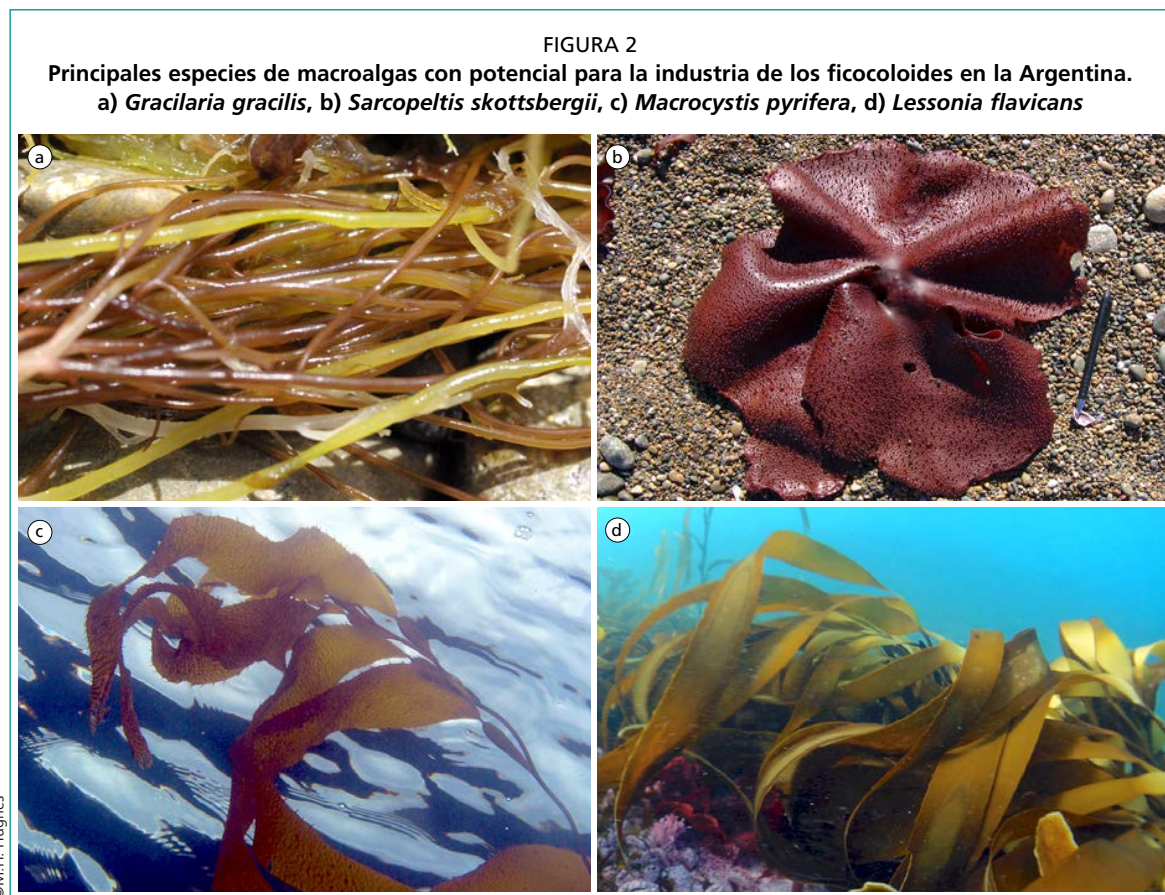 FIGURA 2
Principales especies de macroalgas con potencial para la industria de los ficocoloides en la Argentina.
a) Gracilaria gracilis, b) Sarcopeltis skottsbergii, c) Macrocystis pyrifera, d) Lessonia flavicans
a
b
c
d